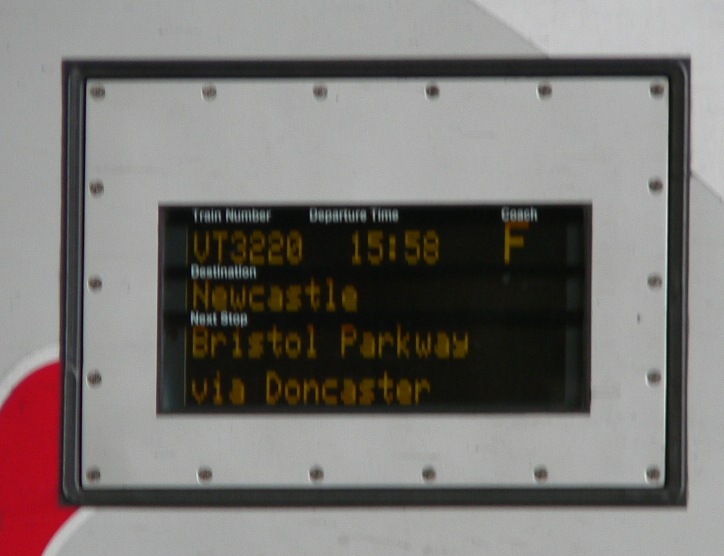 Train Number Departure Time Coach
VT3220 15:58 F
Destination
Newcastle
Next Stop
Bristol Parkway
via Doncaster